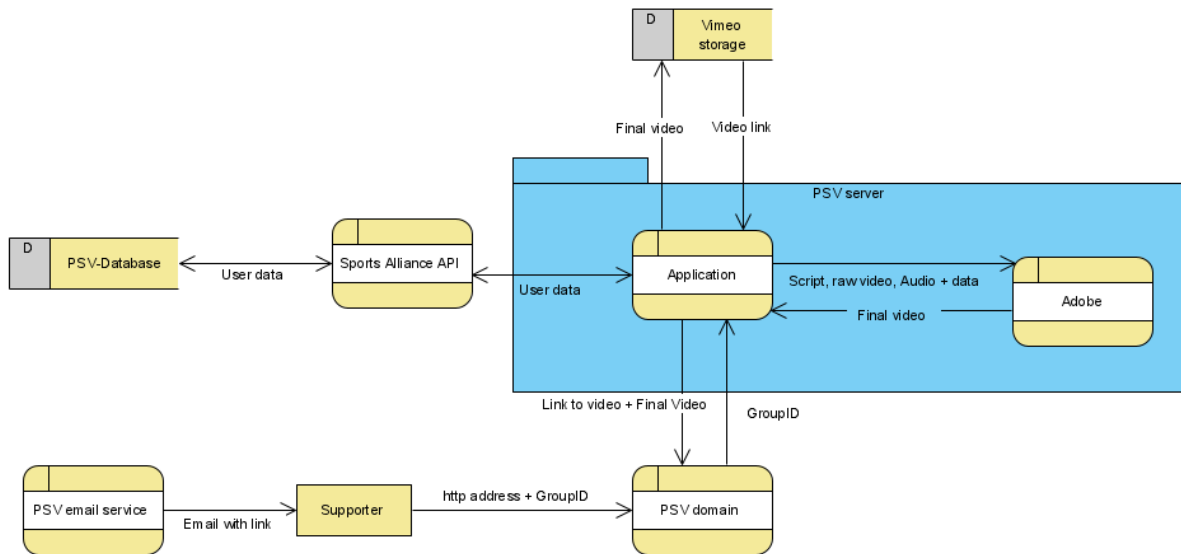 D
Vimeo
storage
Final video
Video link
PSV server
D
PSV-Database
User data
Sports Alliance API
User data
Application
Script, raw video, Audio + data
Final video
Adobe
Link to video + Final Video
GroupID
PSV email service
Email with link
Supporter
http address + GroupID
PSV domain